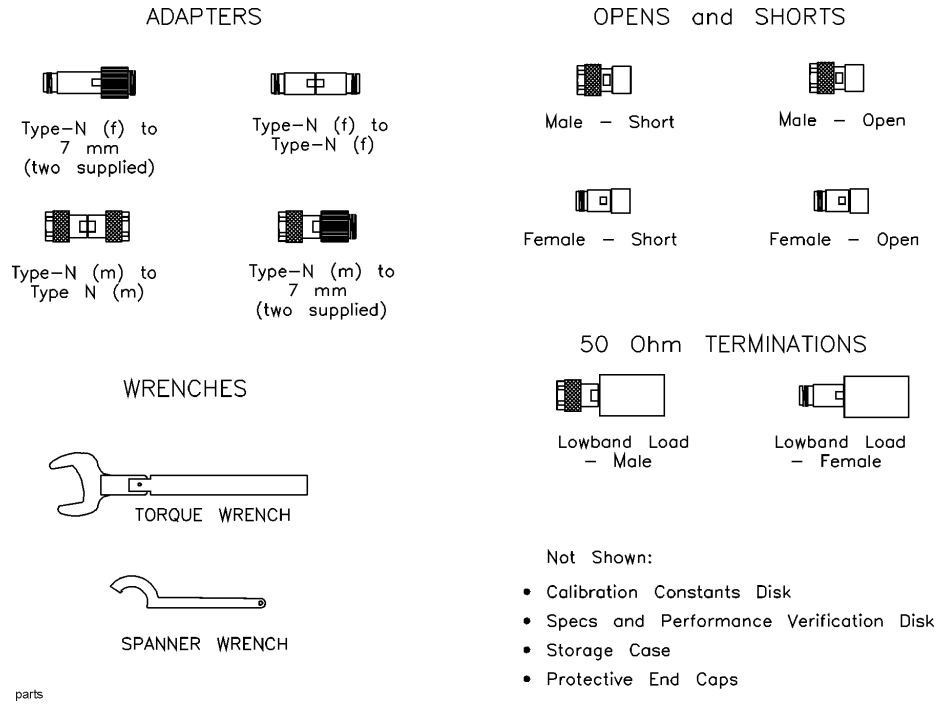 ADAPTERS
Type-N (f) to
7 mm
(two supplied)
Type-N (f) to
Type-N (f)
Type-N (m) to
Type N (m)
Type-N (m) to
7 mm
(two supplied)
WRENCHES
TORQUE WRENCH
SPANNER WRENCH
OPENS and SHORTS
Male - Short
Male - Open
Female - Short
Female - Open
50 Ohm TERMINATIONS
Lowband Load
- Male
Lowband Load
- Female
Not Shown:
• Calibration Constants Disk
• Specs and Performance Verification Disk
• Storage Case
• Protective End Caps
parts